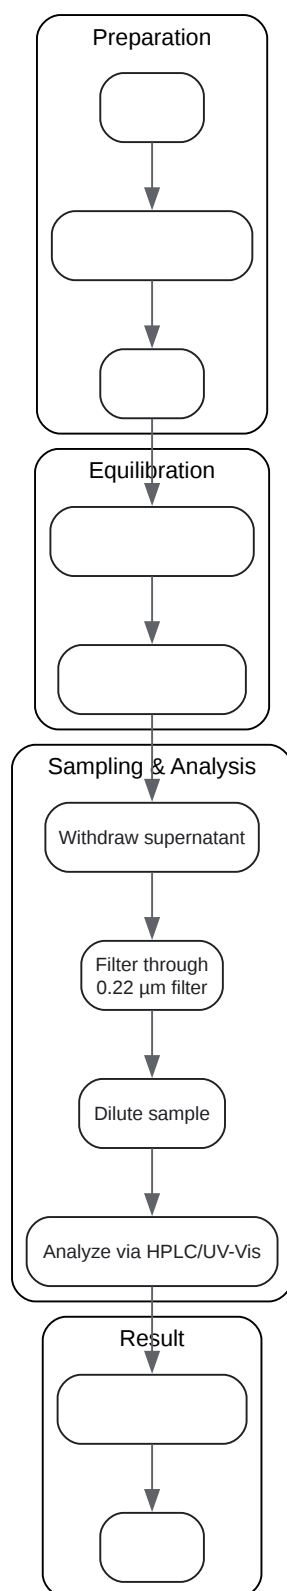 Preparation
Equilibration
Sampling & Analysis
Withdraw supernatant
Filter through
0.22 µm filter
Dilute sample
Analyze via HPLC/UV-Vis
Result